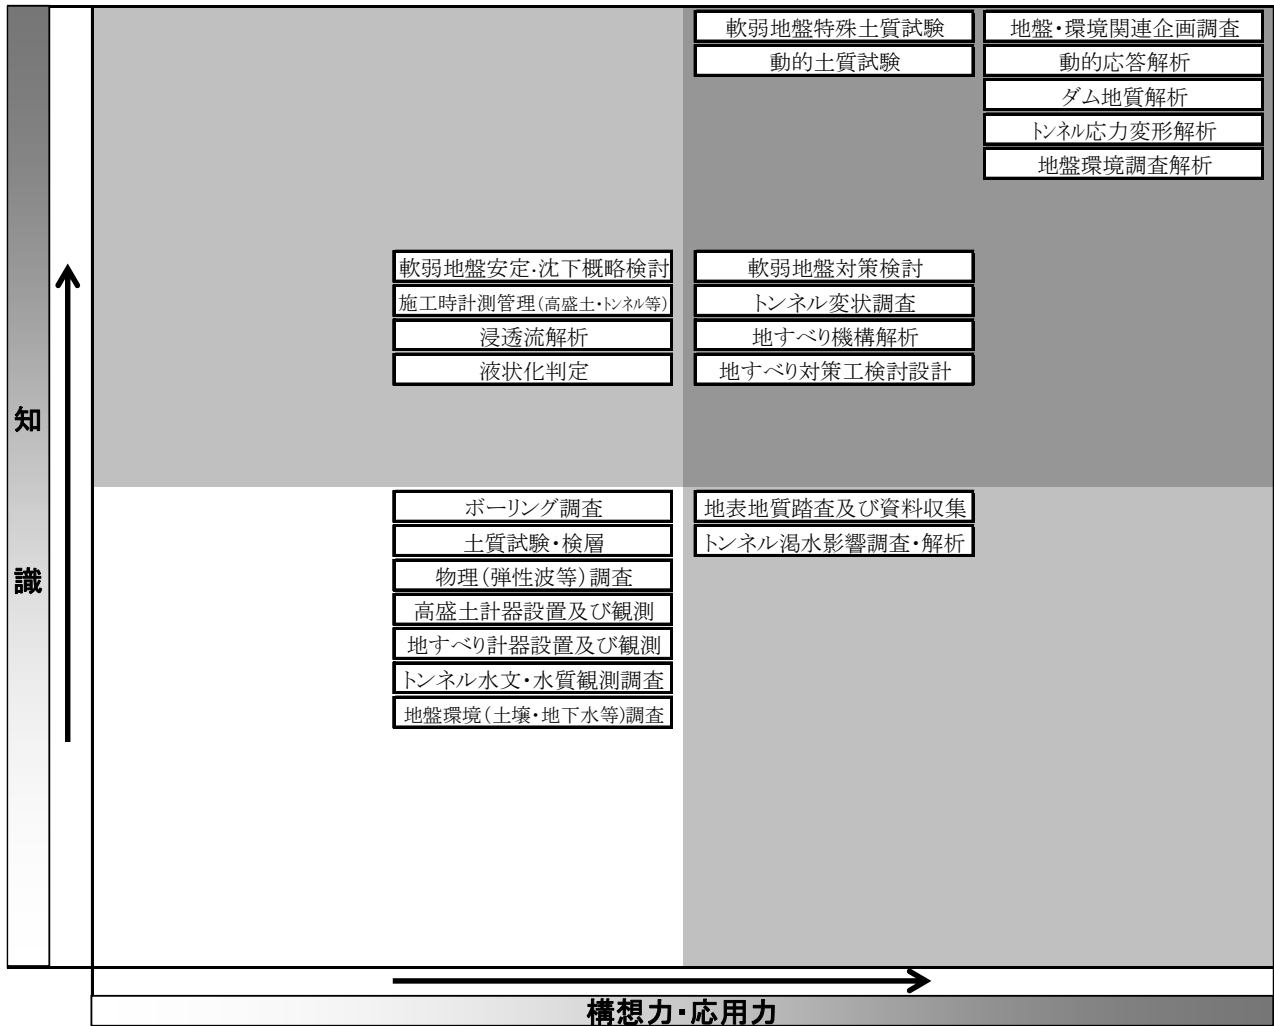 軟弱地盤特殊土質試験
動的土質試験
地盤・環境関連企画調査
動的応答解析
ダム地質解析
トンネル応力変形解析
地盤環境調査解析
軟弱地盤安定・沈下概略検討
施工時計測管理(高盛土・トンネル等)
浸透流解析
液状化判定
軟弱地盤対策検討
トンネル変状調査
地すべり機構解析
地すべり対策工検討設計
知識
ボーリング調査
土質試験・検層
物理(弾性波等)調査
高盛土計器設置及び観測
地すべり計器設置及び観測
トンネル水文・水質観測調査
地盤環境(土壌・地下水等)調査
地表地質踏査及び資料収集
トンネル渇水影響調査・解析
構想力・応用力